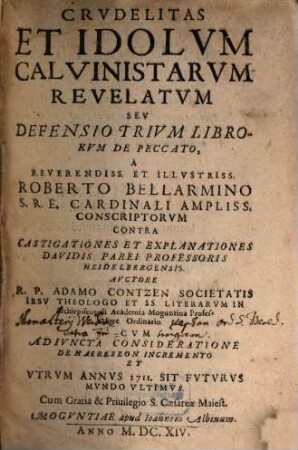 CRVDELITAS
ET IDOLVM
CALVINISTARVM
REVELATVM
SEV
DEFENSIO TRIVM LIBRO-
RVM DE PECCATO,
A
REVERENDISS. ET ILLVSTRISS.
ROBERTO BELLARMINO
S. R. E. CARDINALI AMPLISS.
CONSCRIPTORVM
CONTRA
CASTIGATIONES ET EXPLANATIONES
DAVIDIS PAREI PROFESSORIS
HEIDELBERGENSIS.
AVCTORE
R. P. ADAMO CONTZEN SOCIETATIS
IESV THEOLOGO ET SS. LITERARVM IN
Archiepiscopali Academia Moguntina Profes-
Ordinario.
CVM
ADIVNCTA CONSIDERATIONE
DE HAERESEON INCREMENTO
ET
VTRVM ANNVS 1711. SIT FVTVRVS
MVNDO VLTIMVS.
Cum Gratia & Priuilegio S. Cæsareæ Maiest.
MOGVNTIAE apud Ioannem Albinum.
ANNO M. DC. XIV.